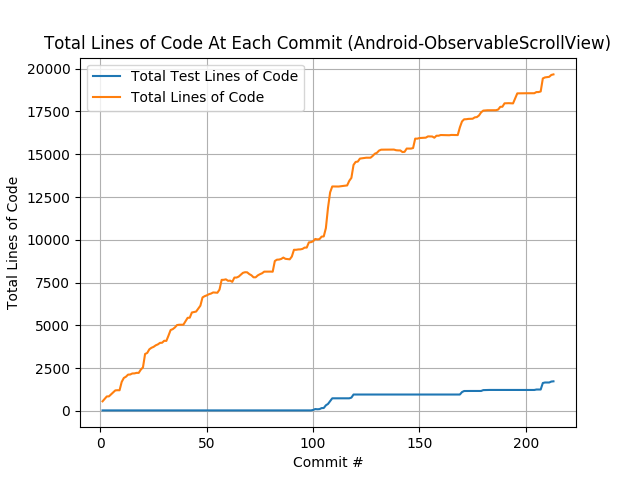 Total Lines of Code At Each Commit (Android-ObservableScrollView)
Total Test Lines of Code
Total Lines of Code
Total Lines of Code
20000
17500
15000
12500
10000
7500
5000
2500
0
0 50 100 150 200
Commit #